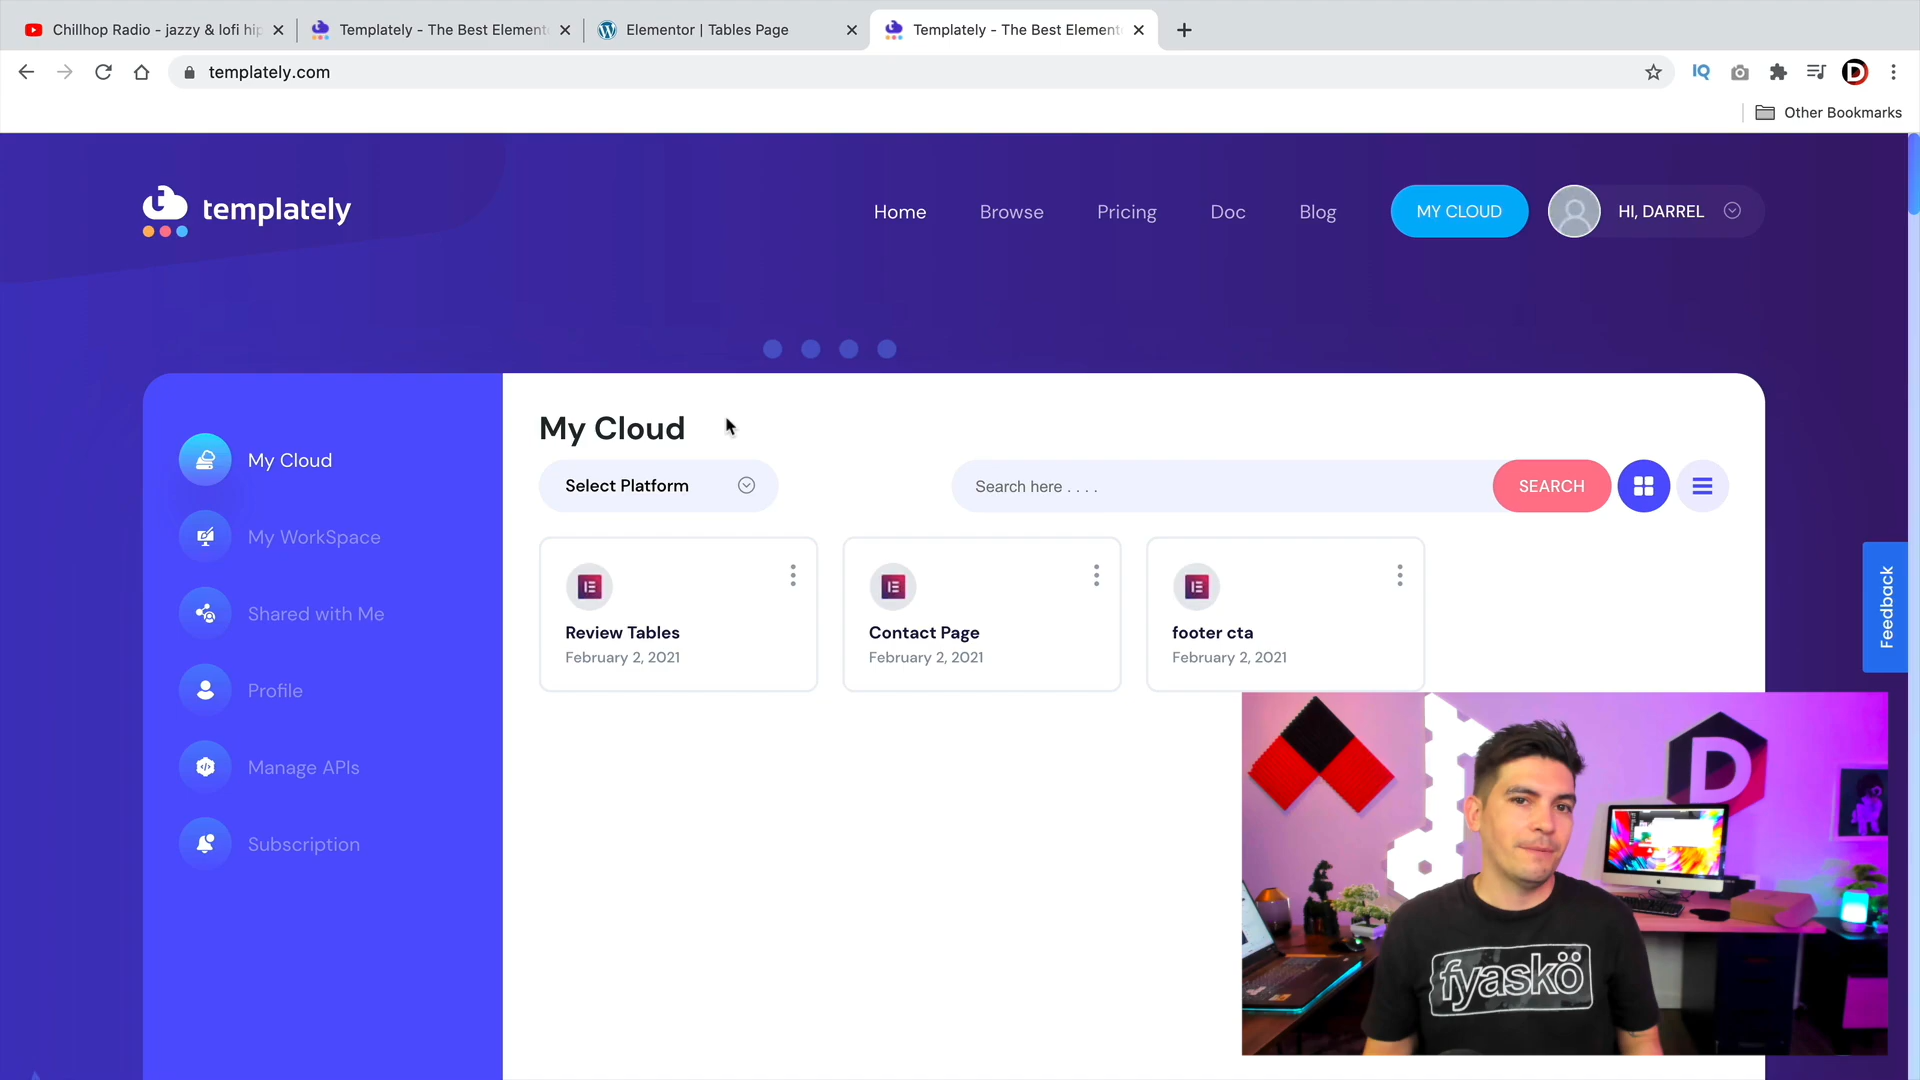 Chillhop Radio - jazzy & lofi hip
Templately - The Best Element
Elementor | Tables Page
Templately - The Best Element
templately.com
IQ
D
Other Bookmarks
templately
Home
Browse
Pricing
Doc
Blog
MY CLOUD
HI, DARREL
My Cloud
My WorkSpace
Shared with Me
Profile
Manage APIs
Subscription
My Cloud
Select Platform
Search here . . . .
SEARCH
Review Tables
February 2, 2021
Contact Page
February 2, 2021
footer cta
February 2, 2021
Feedback
D
fyaskö